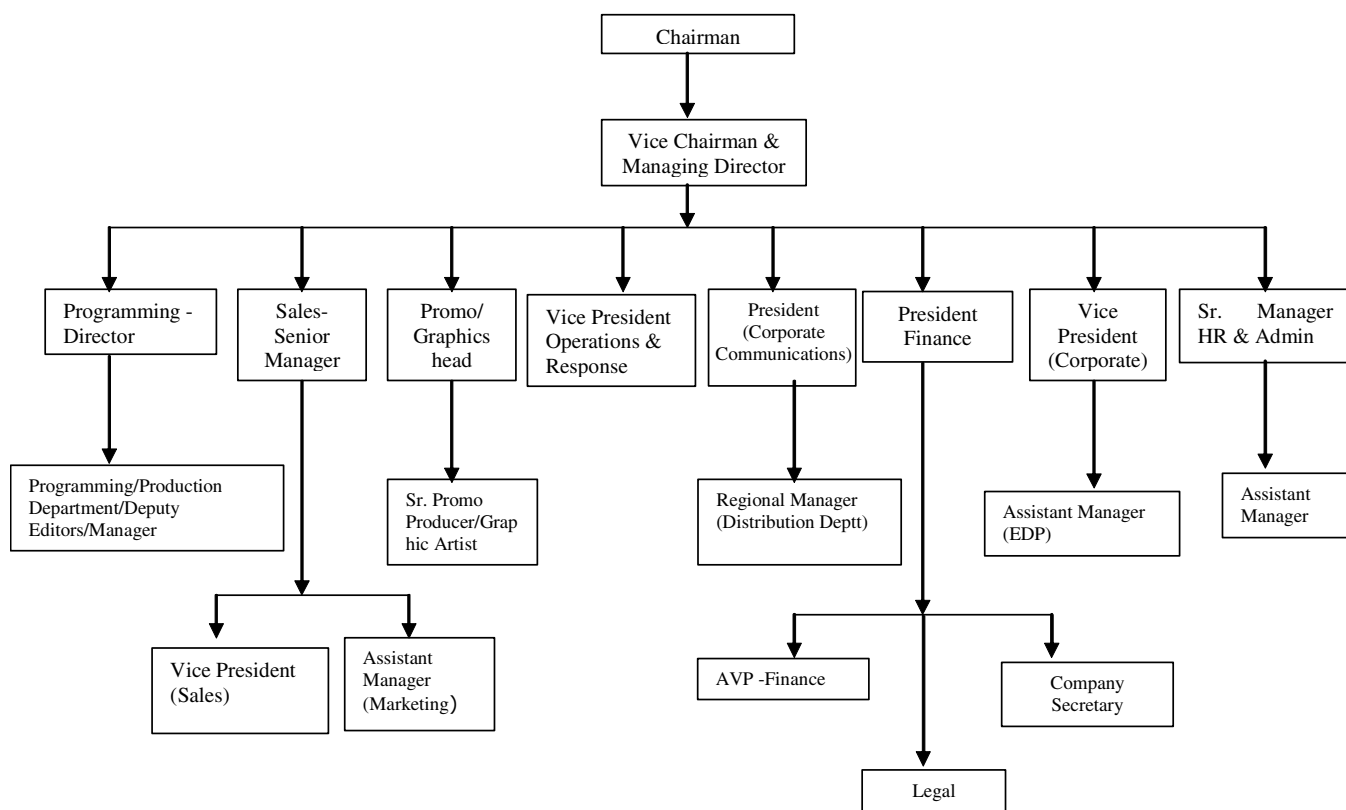 Chairman
Vice Chairman &
Managing Director
Programming -
Director
Sales-
Senior
Manager
Promo/
Graphics
head
Vice President
Operations &
Response
President
(Corporate
Communications)
President
Finance
Vice
President
(Corporate)
Sr. Manager
HR & Admin
Programming/Production
Department/Deputy
Editors/Manager
Sr. Promo
Producer/Grap
hic Artist
Regional Manager
(Distribution Deptt)
Assistant Manager
(EDP)
Assistant
Manager
Vice President
(Sales)
Assistant
Manager
(Marketing)
AVP -Finance
Company
Secretary
Legal